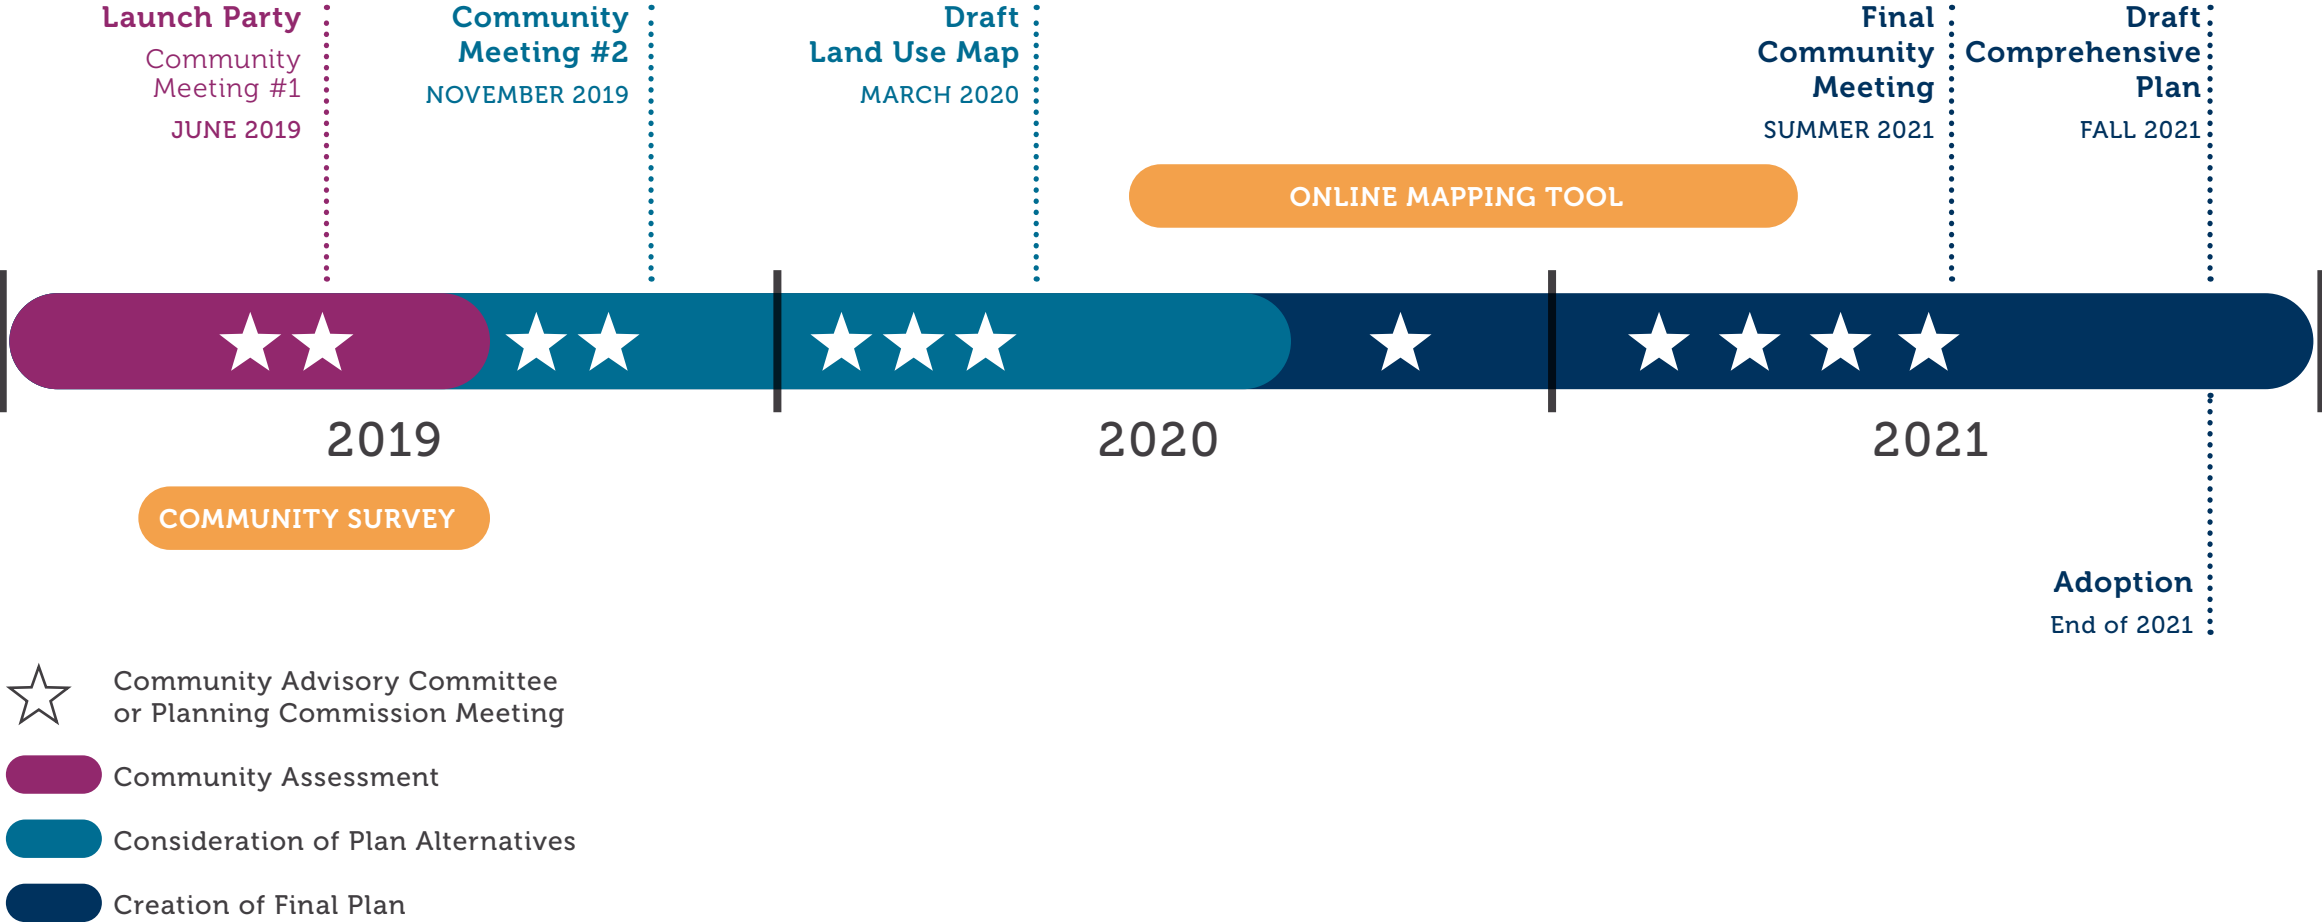 Launch Party
Community
Meeting #1
JUNE 2019
Community
Meeting #2
NOVEMBER 2019
Draft
Land Use Map
MARCH 2020
Final
Community
Meeting
SUMMER 2021
Draft
Comprehensive
Plan
FALL 2021
ONLINE MAPPING TOOL
2019
2020
2021
COMMUNITY SURVEY
Adoption
End of 2021
Community Advisory Committee
or Planning Commission Meeting
Community Assessment
Consideration of Plan Alternatives
Creation of Final Plan